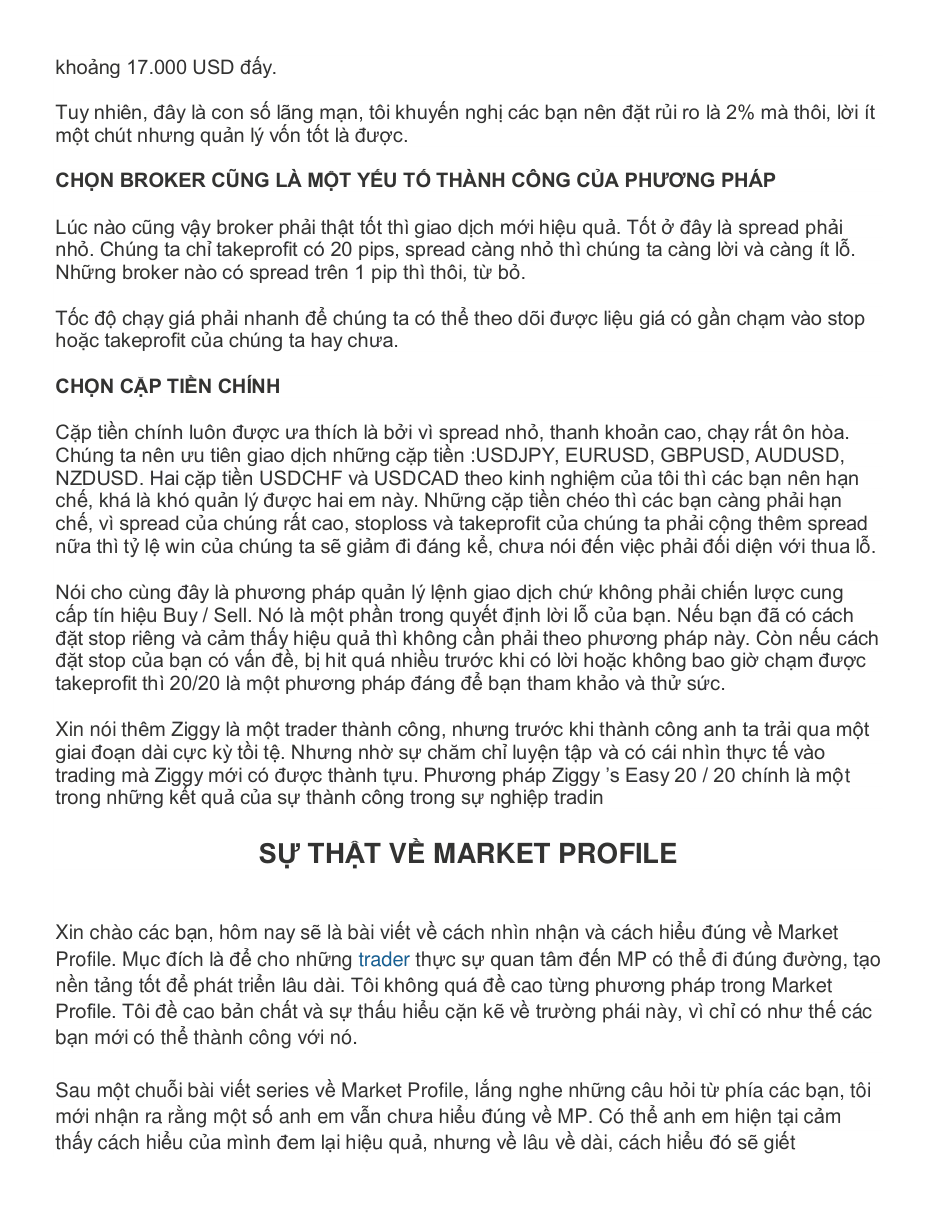 khoảng 17.000 USD đấy.
Tuy nhiên, đây là con số lãng mạn, tôi khuyến nghị các bạn nên đặt rủi ro là 2% mà thôi, lời ít
một chút nhưng quản lý vốn tốt là được.
CHỌN BROKER CŨNG LÀ MỘT YẾU TỐ THÀNH CÔNG CỦA PHƯƠNG PHÁP
Lúc nào cũng vậy broker phải thật tốt thì giao dịch mới hiệu quả. Tốt ở đây là spread phải
nhỏ. Chúng ta chỉ takeprofit có 20 pips, spread càng nhỏ thì chúng ta càng lời và càng ít lỗ.
Những broker nào có spread trên 1 pip thì thôi, từ bỏ.
Tốc độ chạy giá phải nhanh để chúng ta có thể theo dõi được liệu giá có gần chạm vào stop
hoặc takeprofit của chúng ta hay chưa.
CHỌN CẶP TIỀN CHÍNH
Cặp tiền chính luôn được ưa thích là bởi vì spread nhỏ, thanh khoản cao, chạy rất ôn hòa.
Chúng ta nên ưu tiên giao dịch những cặp tiền :USDJPY, EURUSD, GBPUSD, AUDUSD,
NZDUSD. Hai cặp tiền USDCHF và USDCAD theo kinh nghiệm của tôi thì các bạn nên hạn
chế, khá là khó quản lý được hai em này. Những cặp tiền chéo thì các bạn càng phải hạn
chế, vì spread của chúng rất cao, stoploss và takeprofit của chúng ta phải cộng thêm spread
nữa thì tỷ lệ win của chúng ta sẽ giảm đi đáng kể, chưa nói đến việc phải đối diện với thua lỗ.
Nói cho cùng đây là phương pháp quản lý lệnh giao dịch chứ không phải chiến lược cung
cấp tín hiệu Buy / Sell. Nó là một phần trong quyết định lời lỗ của bạn. Nếu bạn đã có cách
đặt stop riêng và cảm thấy hiệu quả thì không cần phải theo phương pháp này. Còn nếu cách
đặt stop của bạn có vấn đề, bị hit quá nhiều trước khi có lời hoặc không bao giờ chạm được
takeprofit thì 20/20 là một phương pháp đáng để bạn tham khảo và thử sức.
Xin nói thêm Ziggy là một trader thành công, nhưng trước khi thành công anh ta trải qua một
giai đoạn dài cực kỳ tồi tệ. Nhưng nhờ sự chăm chỉ luyện tập và có cái nhìn thực tế vào
trading mà Ziggy mới có được thành tựu. Phương pháp Ziggy 's Easy 20 / 20 chính là một
trong những kết quả của sự thành công trong sự nghiệp tradin
SỰ THẬT VỀ MARKET PROFILE
Xin chào các bạn, hôm nay sẽ là bài viết về cách nhìn nhận và cách hiểu đúng về Market
Profile. Mục đích là để cho những trader thực sự quan tâm đến MP có thể đi đúng đường, tạo
nền tảng tốt để phát triển lâu dài. Tôi không quá đề cao từng phương pháp trong Market
Profile. Tôi đề cao bản chất và sự thấu hiểu cặn kẽ về trường phái này, vì chỉ có như thế các
bạn mới có thể thành công với nó.
Sau một chuỗi bài viết series về Market Profile, lắng nghe những câu hỏi từ phía các bạn, tôi
mới nhận ra rằng một số anh em vẫn chưa hiểu đúng về MP. Có thể anh em hiện tại cảm
thấy cách hiểu của mình đem lại hiệu quả, nhưng về lâu về dài, cách hiểu đó sẽ giết